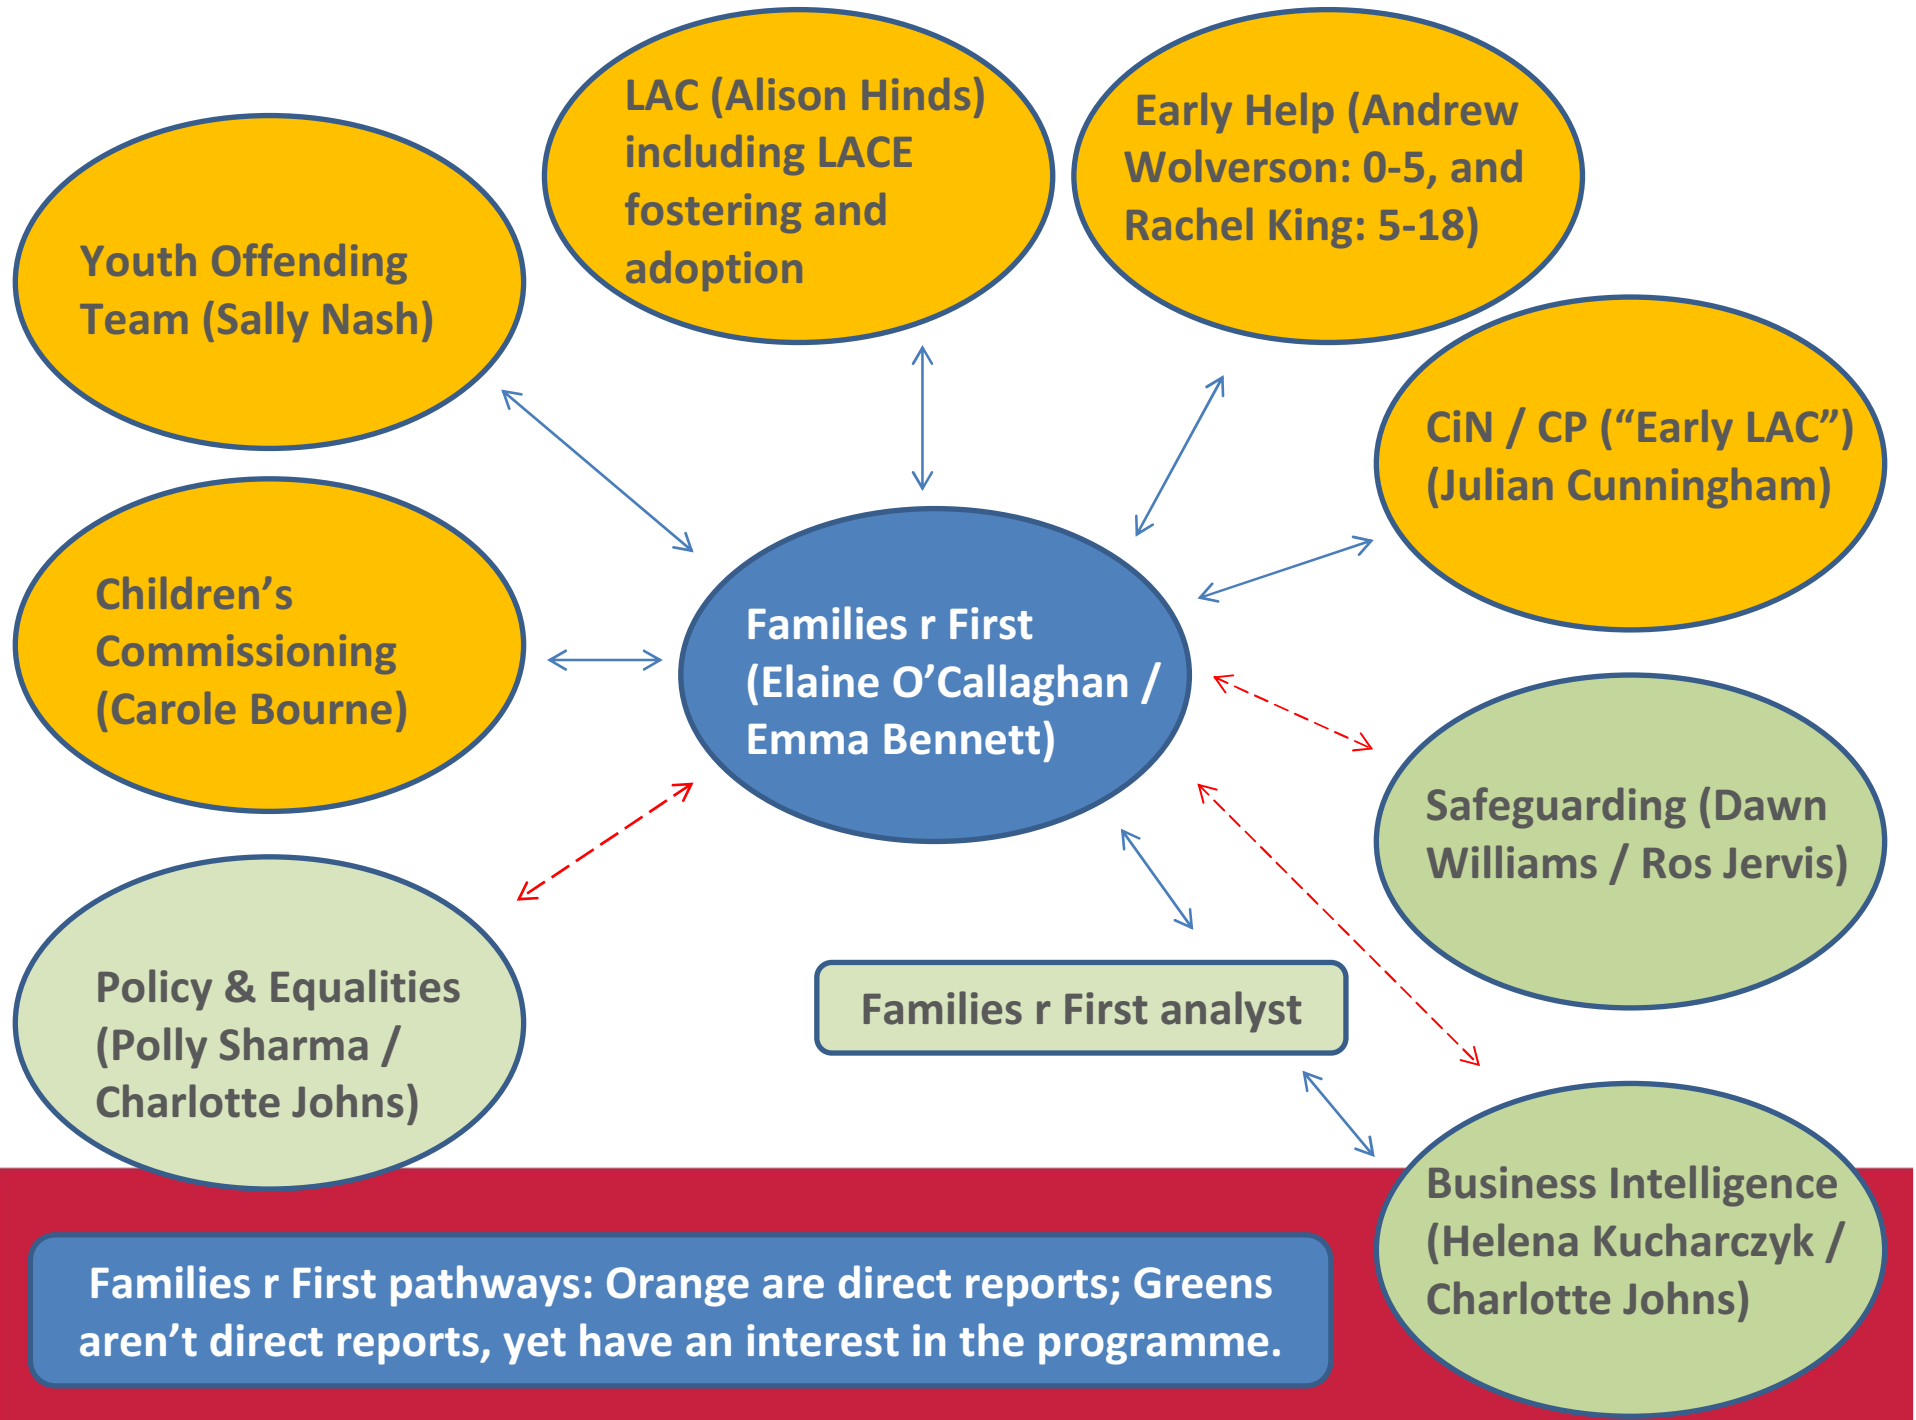 LAC (Alison Hinds)
including LACE
fostering and
adoption
Early Help (Andrew
Wolverson: 0-5, and
Rachel King: 5-18)
Youth Offending
Team (Sally Nash)
CiN / CP (“Early LAC”)
(Julian Cunningham)
Children’s
Commissioning
(Carole Bourne)
Families r First
(Elaine O’Callaghan /
Emma Bennett)
Safeguarding (Dawn
Williams / Ros Jervis)
Policy & Equalities
(Polly Sharma /
Charlotte Johns)
Families r First analyst
Business Intelligence
(Helena Kucharczyk /
Charlotte Johns)
Families r First pathways: Orange are direct reports; Greens
aren’t direct reports, yet have an interest in the programme.